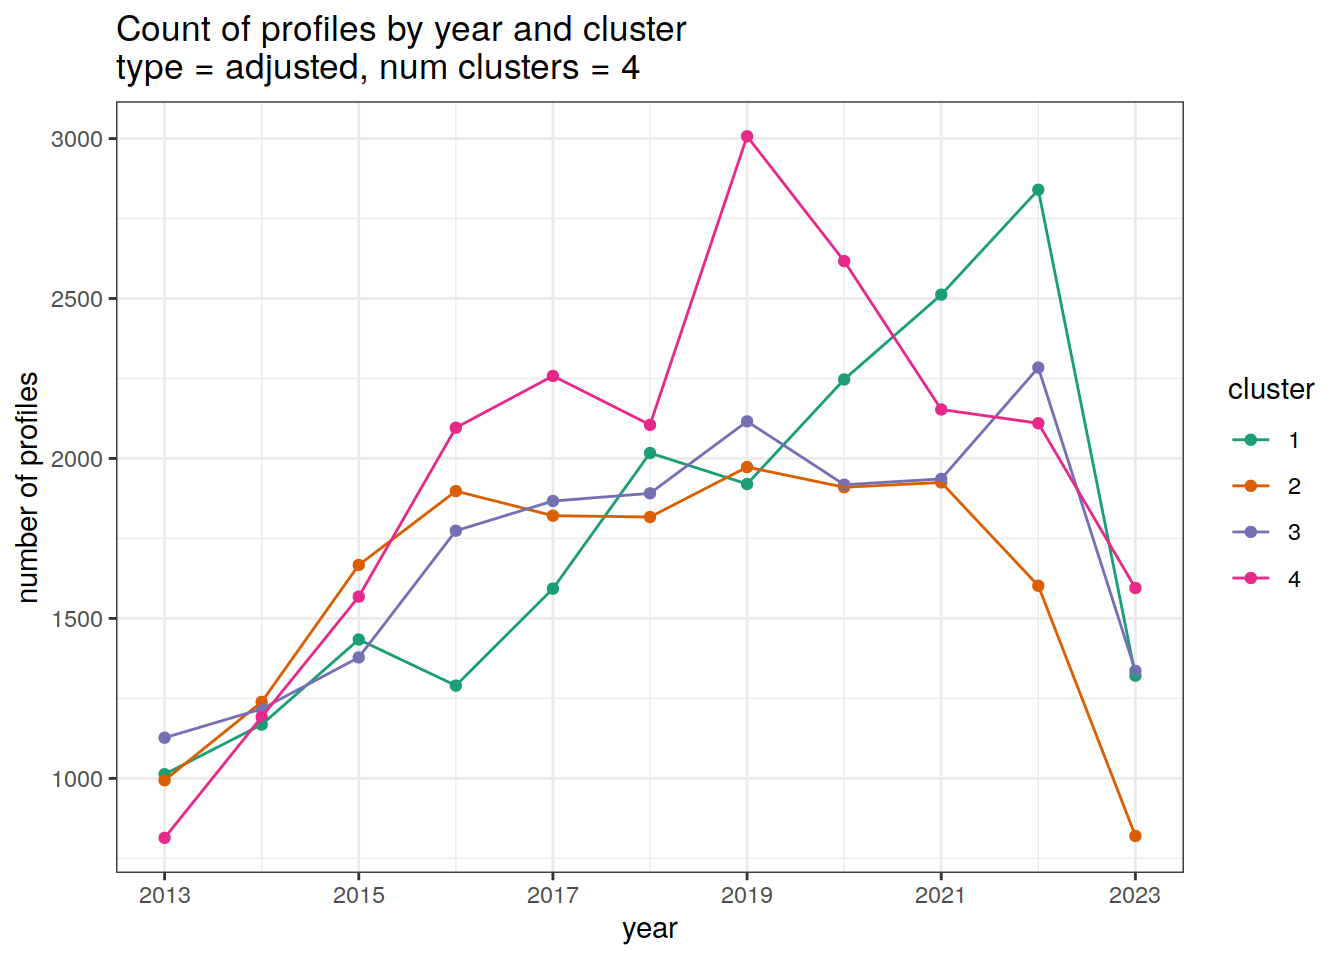 Count of profiles by year and cluster
type = adjusted, num clusters = 4
3000
2500
2000
1500
1000
number of profiles
2013 2015 2017 2019 2021 2023
year
cluster
1
2
3
4